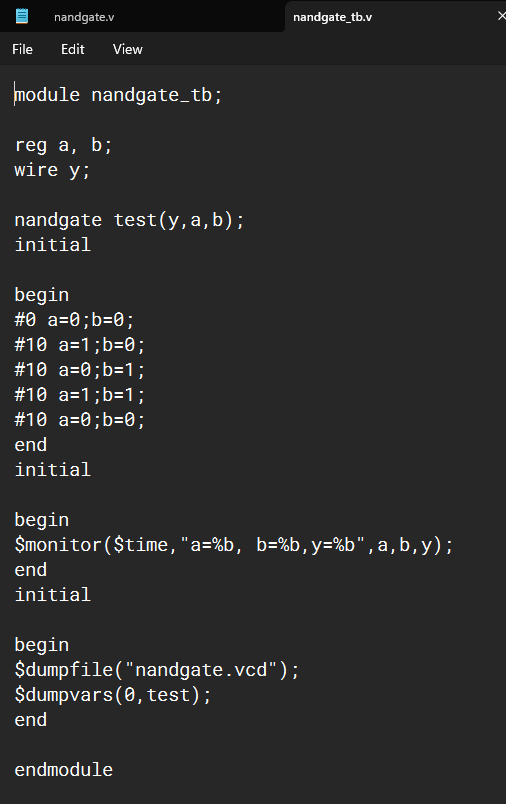 nandgate.v nandgate_tb.v
File Edit View
module nandgate_tb;
reg a, b;
wire y;
nandgate test(y,a,b);
initial
begin
#0 a=0;b=0;
#10 a=1;b=0;
#10 a=0;b=1;
#10 a=1;b=1;
#10 a=0;b=0;
end
initial
begin
$monitor($time,"a=%b, b=%b,y=%b",a,b,y);
end
initial
begin
$dumpfile("nandgate.vcd");
$dumpvars(0,test);
end
endmodule